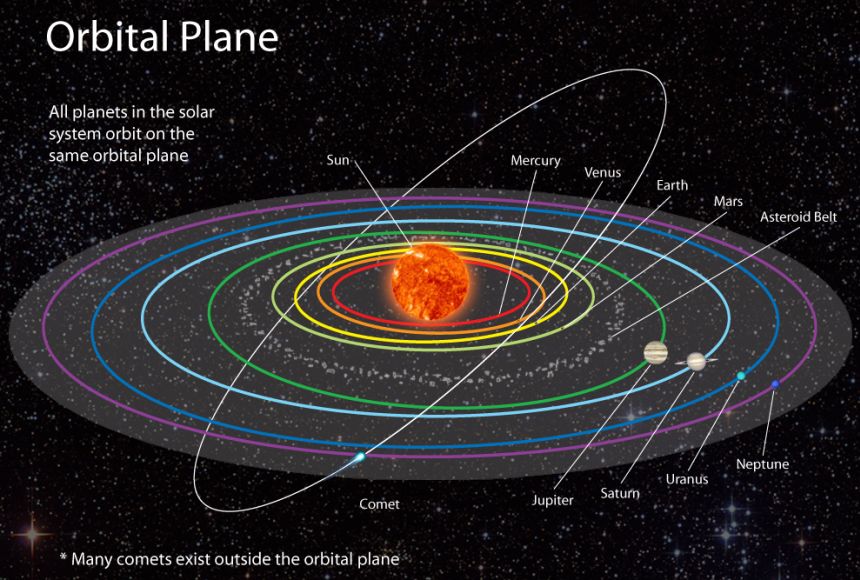 Orbital Plane
All planets in the solar
system orbit on the
same orbital plane
Sun
Mercury
Venus
Earth
Mars
Asteroid Belt
Neptune
Uranus
Saturn
Jupiter
Comet
* Many comets exist outside the orbital plane